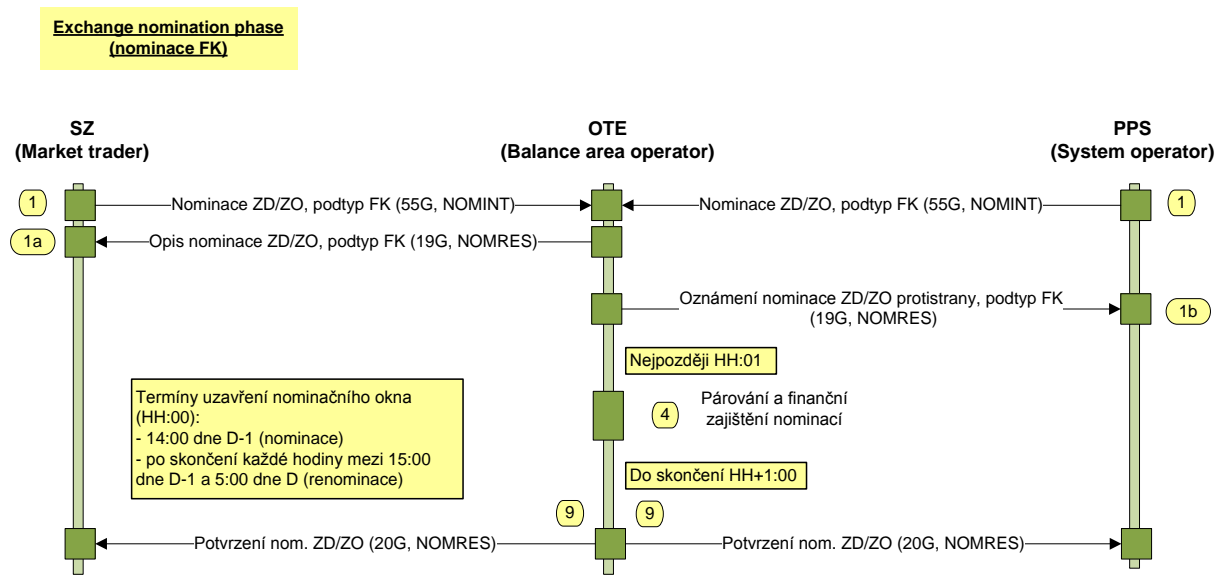 Exchange nomination phase
(nominace FK)
SZ
(Market trader)
OTE
(Balance area operator)
PPS
(System operator)
1
Nominace ZD/ZO, podtyp FK (55G, NOMINT)
Nominace ZD/ZO, podtyp FK (55G, NOMINT)
1
1a
Opis nominace ZD/ZO, podtyp FK (19G, NOMRES)
Oznámení nominace ZD/ZO protistrany, podtyp FK
(19G, NOMRES)
1b
Nejpozději HH:01
Termíny uzavření nominačního okna
(HH:00):
- 14:00 dne D-1 (nominace)
- po skončení každé hodiny mezi 15:00
dne D-1 a 5:00 dne D (renominace)
4
Párování a finanční
zajištění nominací
Do skončení HH+1:00
9
9
Potvrzení nom. ZD/ZO (20G, NOMRES)
Potvrzení nom. ZD/ZO (20G, NOMRES)